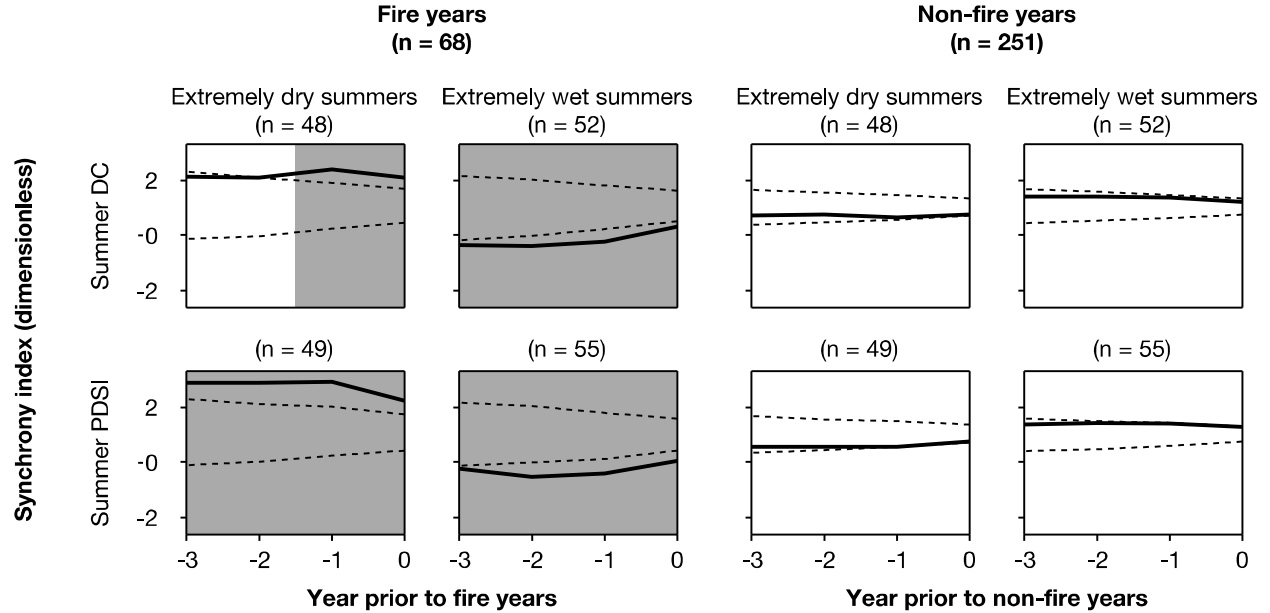 Fire years
(n = 68)
Non-fire years
(n = 251)
Extremely dry summers
(n = 48)
Extremely wet summers
(n = 52)
Extremely dry summers
(n = 48)
Extremely wet summers
(n = 52)
Synchrony index (dimensionless)
Summer DC
2
-0
-2
(n = 49)
(n = 55)
(n = 49)
(n = 55)
Summer PDSI
2
-0
-2
-3 -2 -1 0
-3 -2 -1 0
-3 -2 -1 0
-3 -2 -1 0
Year prior to fire years
Year prior to non-fire years